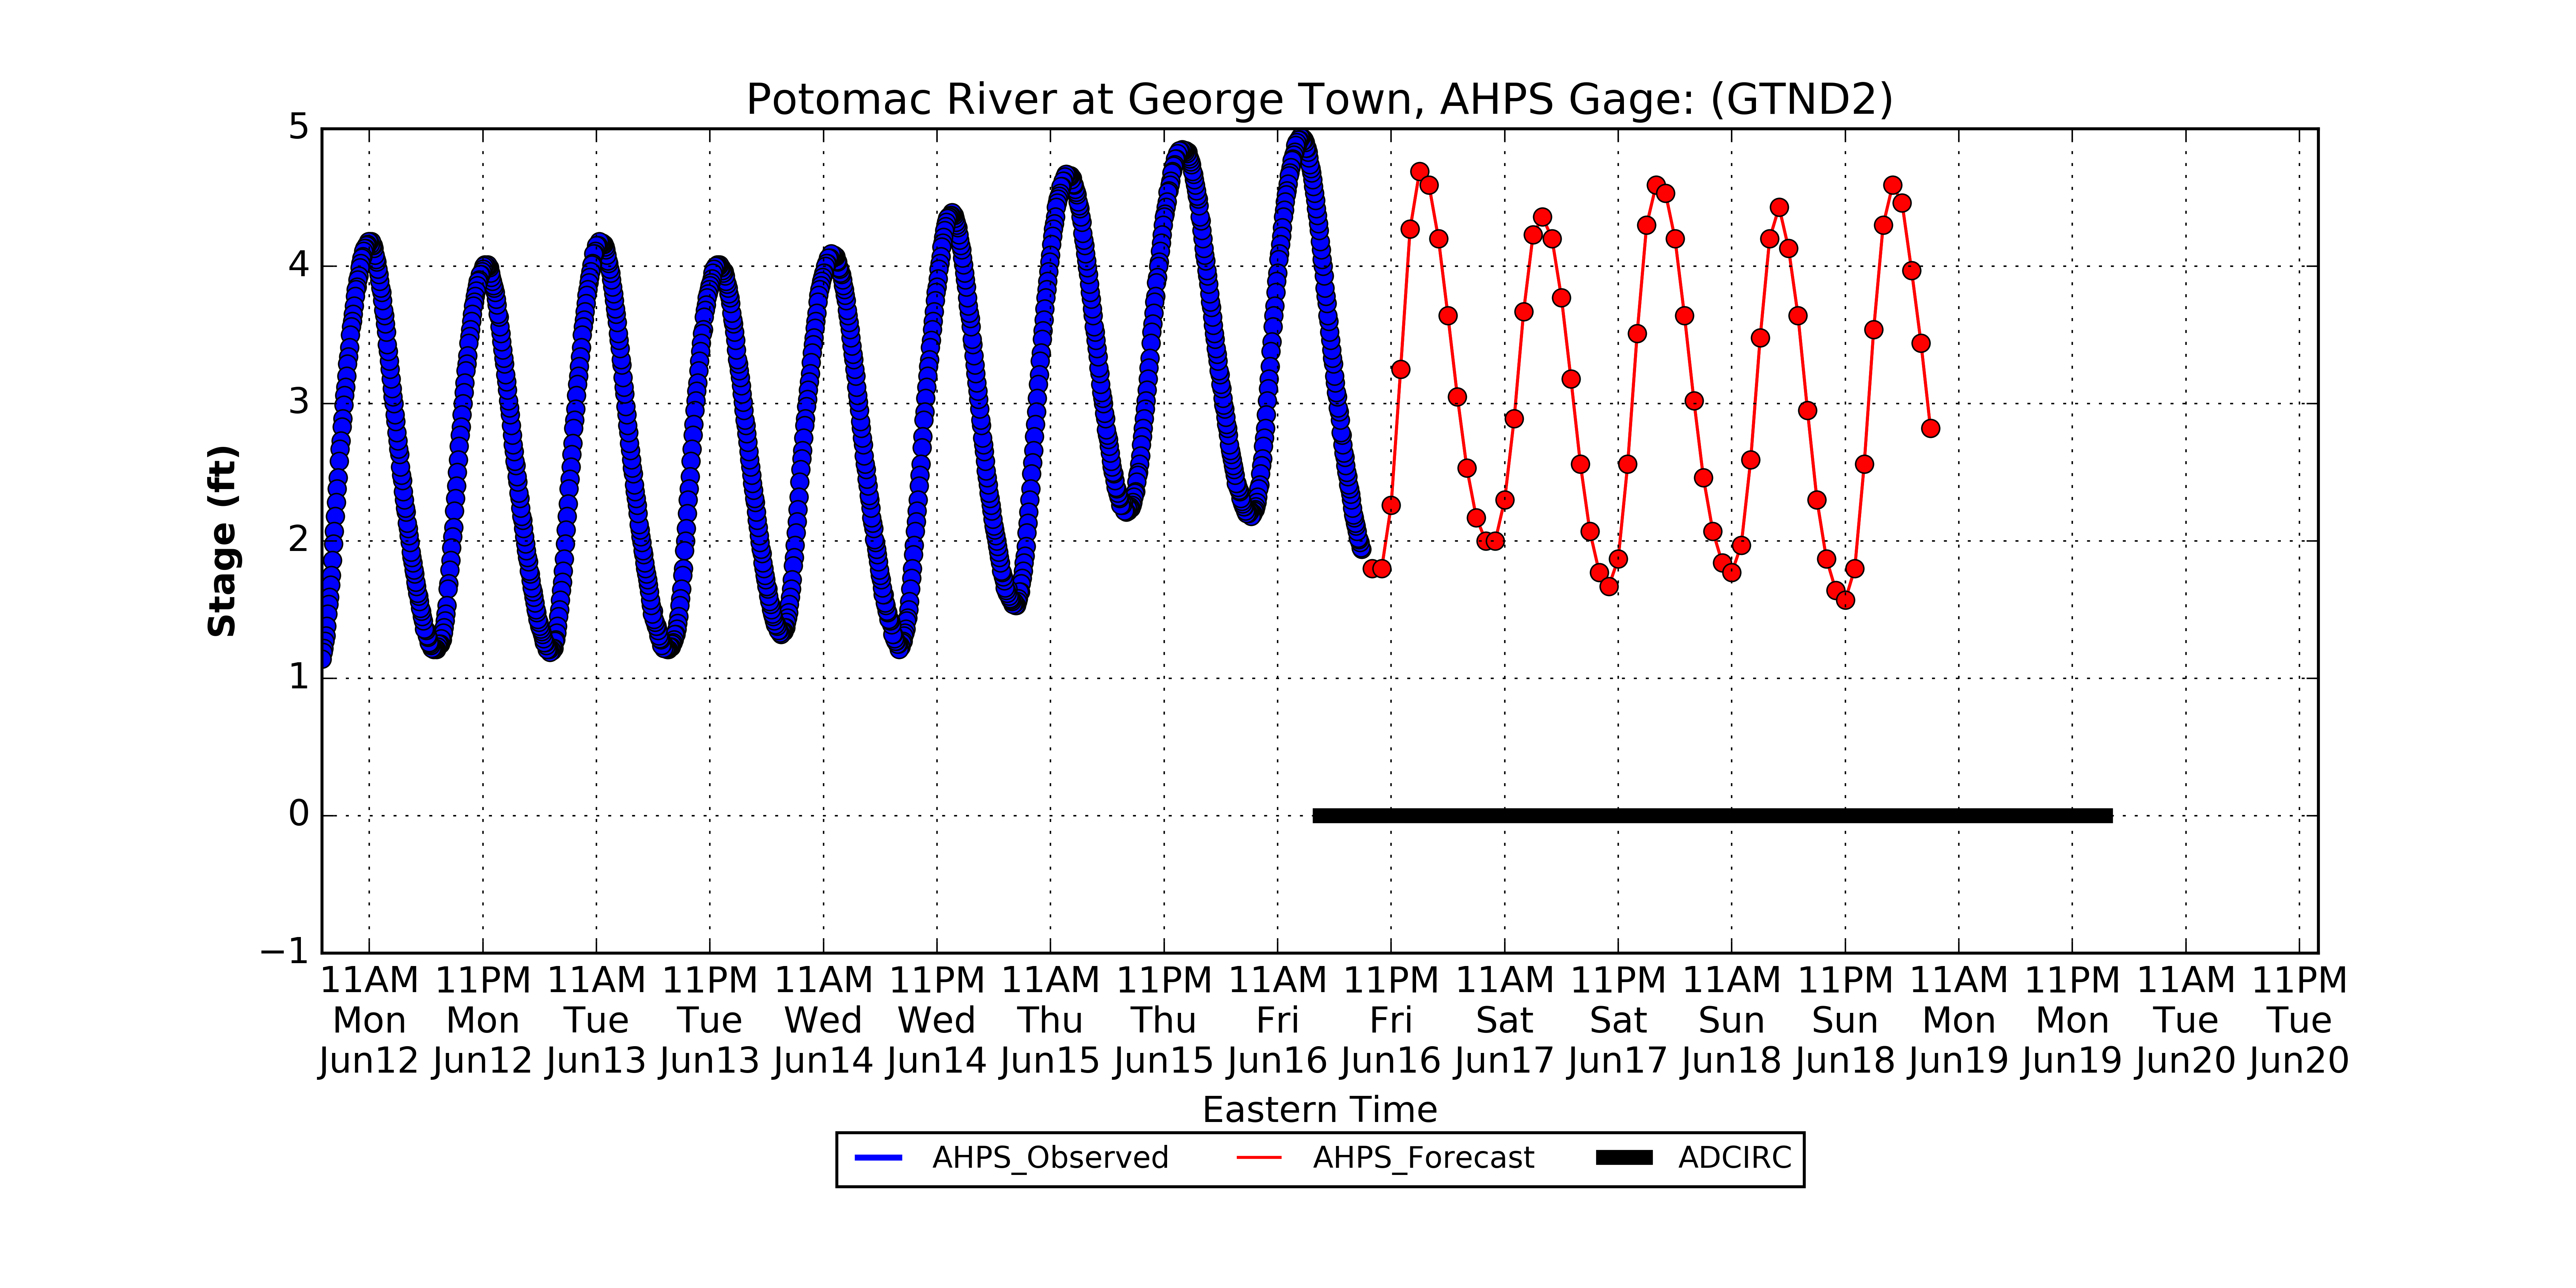 Potomac River at George Town, AHPS Gage: (GTND2)
5
4
3
2
1
0
−1
Stage (ft)
11AM 11PM 11AM 11PM 11AM 11PM 11AM 11PM 11AM 11PM 11AM 11PM 11AM 11PM 11AM 11PM 11AM 11PM
Mon Mon Tue Tue Wed Wed Thu Thu Fri Fri Sat Sat Sun Sun Mon Mon Tue Tue
Jun12 Jun12 Jun13 Jun13 Jun14 Jun14 Jun15 Jun15 Jun16 Jun16 Jun17 Jun17 Jun18 Jun18 Jun19 Jun19 Jun20 Jun20
Eastern Time
AHPS_Observed AHPS_Forecast ADCIRC